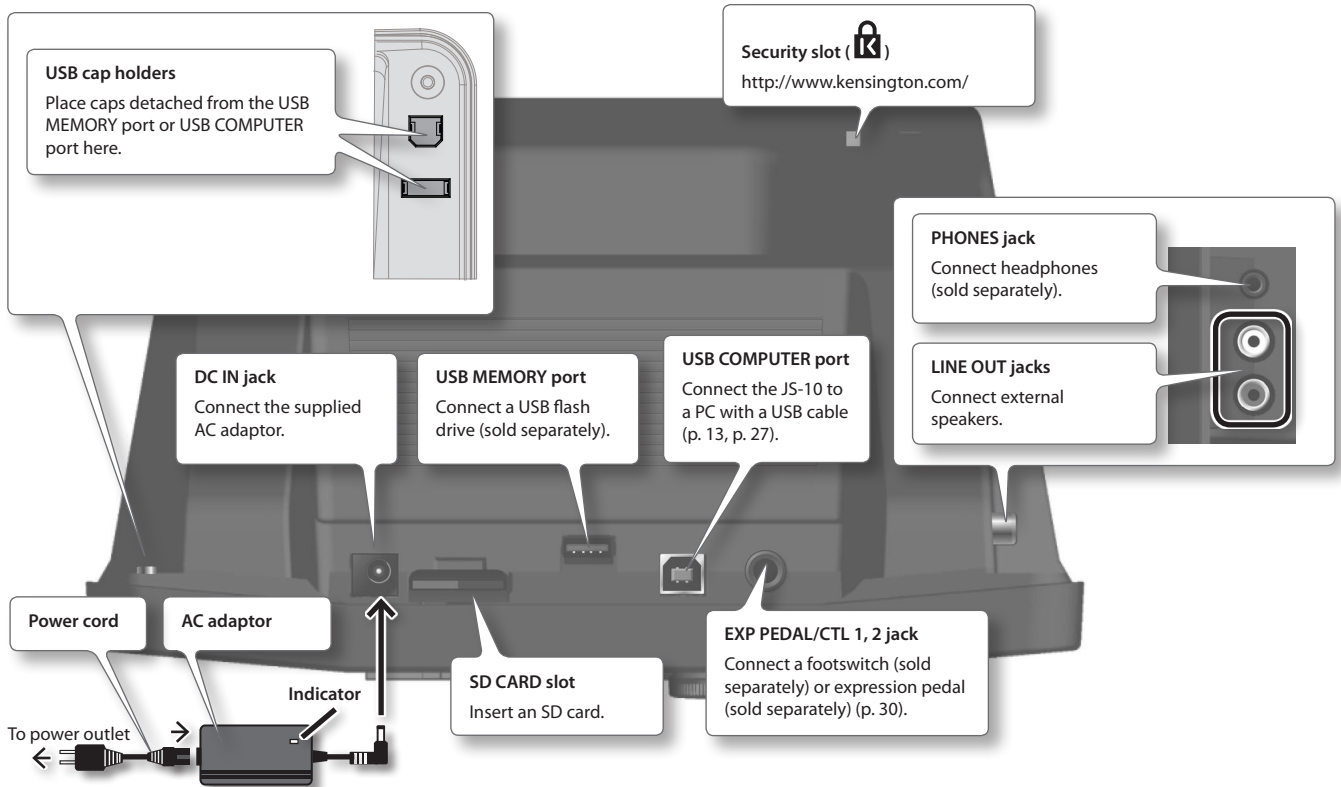 USB cap holders
Place caps detached from the USB
MEMORY port or USB COMPUTER
port here.
Security slot ( K )
http://www.kensington.com/
PHONES jack
Connect headphones
(sold separately).
LINE OUT jacks
Connect external
speakers.
DC IN jack
Connect the supplied
AC adaptor.
USB MEMORY port
Connect a USB flash
drive (sold separately).
USB COMPUTER port
Connect the JS-10 to
a PC with a USB cable
(p. 13, p. 27).
Power cord
AC adaptor
Indicator
To power outlet
SD CARD slot
Insert an SD card.
EXP PEDAL/CTL 1, 2 jack
Connect a footswitch (sold
separately) or expression pedal
(sold separately) (p. 30).